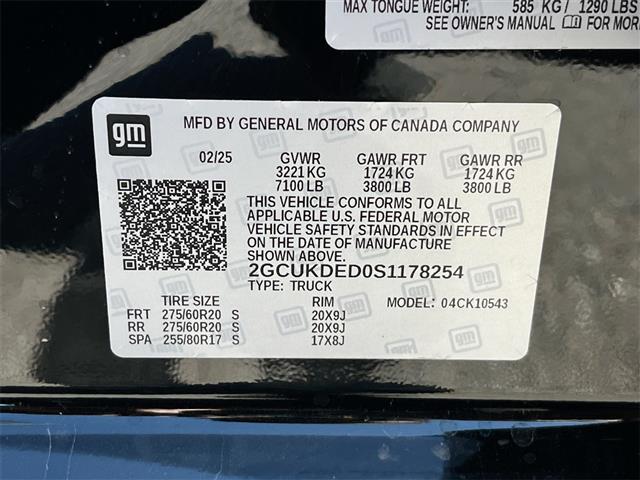 MAX TONGUE WEIGHT: 585 KG/ 1290 LBS
SEE OWNER'S MANUAL FOR MOR
gm
MFD BY GENERAL MOTORS OF CANADA COMPANY
02/25 GVWR GAWR FRT GAWR RR
3221 KG 1724 KG 1724 KG
7100 LB 3800 LB 3800 LB
THIS VEHICLE CONFORMS TO ALL
APPLICABLE U.S. FEDERAL MOTOR
VEHICLE SAFETY STANDARDS IN EFFECT
ON THE DATE OF MANUFACTURE
SHOWN ABOVE.
2GCUKDED0S1178254
TYPE: TRUCK MODEL: 04CK10543
TIRE SIZE RIM
FRT 275/60R20 S 20X9J
RR 275/60R20 S 20X9J
SPA 255/80R17 S 17X8J